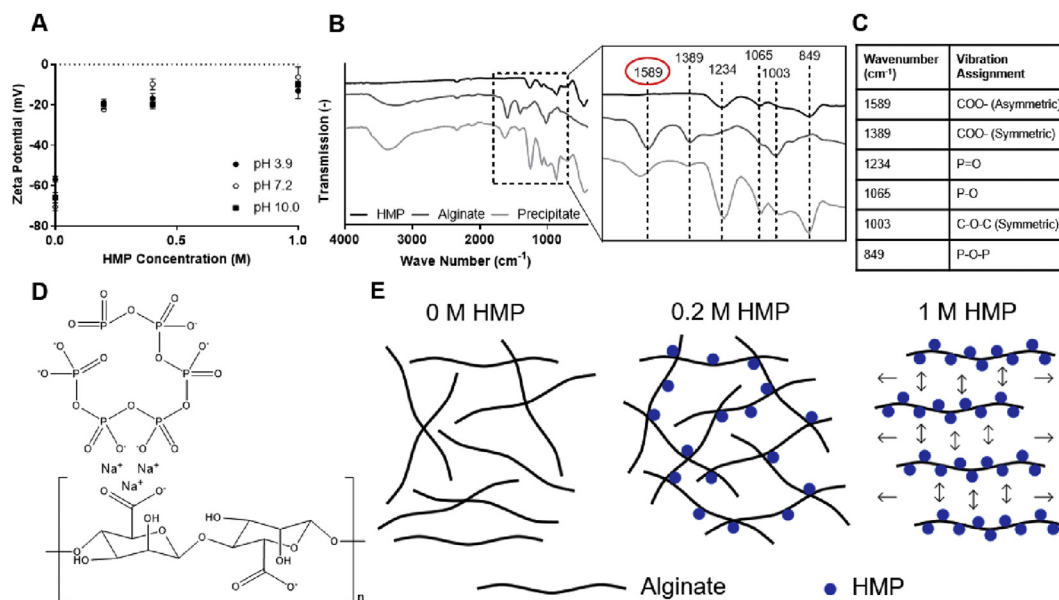 A
Zeta Potential (mV)
0
-20
-40
-60
-80
0.0
0.5
1.0
HMP Concentration (M)
pH 3.9
pH 7.2
pH 10.0
B
Transmission (-)
HMP
Alginate
Precipitate
4000
3000
2000
1000
Wave Number (cm-1)
1589
1389
1234
1065
1003
849
C
Wavenumber (cm-1) Vibration Assignment
1589 COO- (Asymmetric)
1389 COO- (Symmetric)
1234 P=O
1065 P-O
1003 C-O-C (Symmetric)
849 P-O-P
D
O
O
O
O
O
P
P
O-
O
-O
O
O-
-O
P
P
O
O
O
P
P
O
O
O
O-
-O
O
Na+ Na+
Na+
O
O-
OH
HO
O
O
HO
O
HO
O
OH
O
O
O-
n
E
0 M HMP
0.2 M HMP
1 M HMP
Alginate
HMP